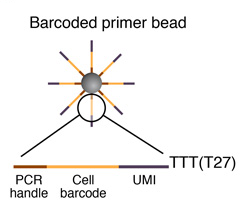 Barcoded primer bead
TTT(T27)
PCR handle
Cell barcode
UMI